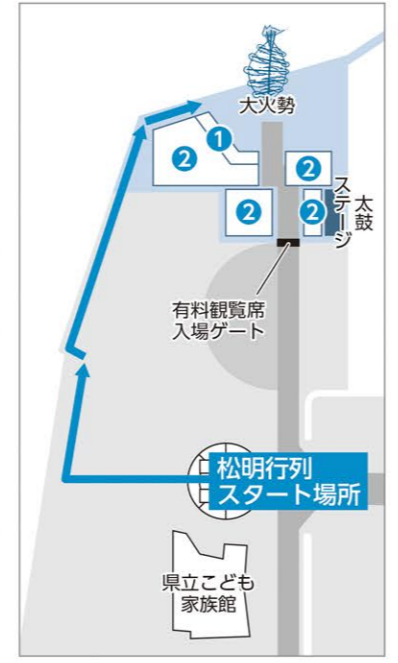 大火勢
1
2
2
2
2
太鼓
ステージ
有料観覧席
入場ゲート
松明行列
スタート場所
県立こども
家族館